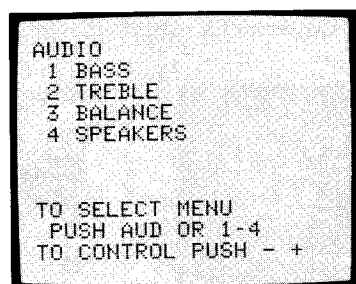 AUDIO
1 BASS
2 TREBLE
3 BALANCE
4 SPEAKERS
TO SELECT MENU
PUSH AUD OR 1-4
TO CONTROL PUSH - +